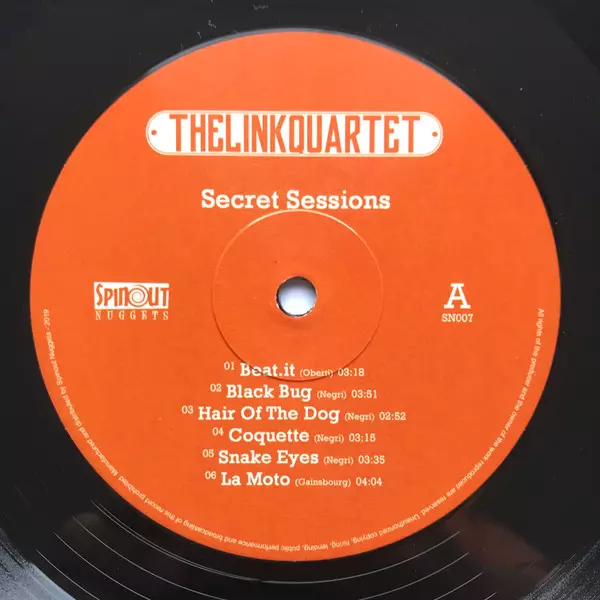 THELINKQUARTET
Secret Sessions
SPINOUT
NUGGETS
A
SN007
01 Beat.it (Oberti) 03:18
02 Black Bug (Negri) 03:51
03 Hair Of The Dog (Negri) 02:52
04 Coquette (Negri) 03:15
05 Snake Eyes (Negri) 03:35
06 La Moto (Gainsbourg) 04:04
All rights of the producer and the owner of the work reproduced are reserved. Unauthorized copying, hiring, lending, public performance and broadcasting of this record prohibited. Manufactured and distributed by Spinout Nuggets - 2019